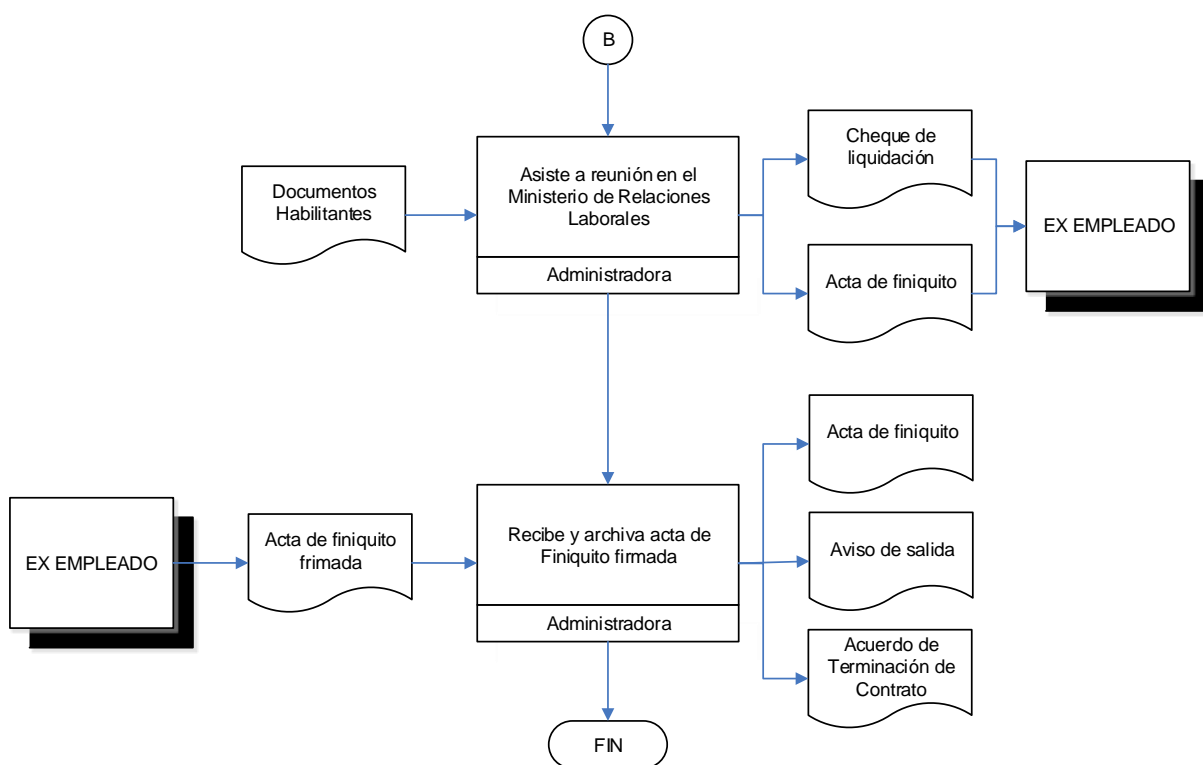 B
Documentos
Habilitantes
Asiste a reunión en el
Ministerio de Relaciones
Laborales
Administradora
Cheque de
liquidación
Acta de finiquito
EX EMPLEADO
EX EMPLEADO
Acta de finiquito
frimada
Recibe y archiva acta de
Finiquito firmada
Administradora
Acta de finiquito
Aviso de salida
Acuerdo de
Terminación de
Contrato
FIN